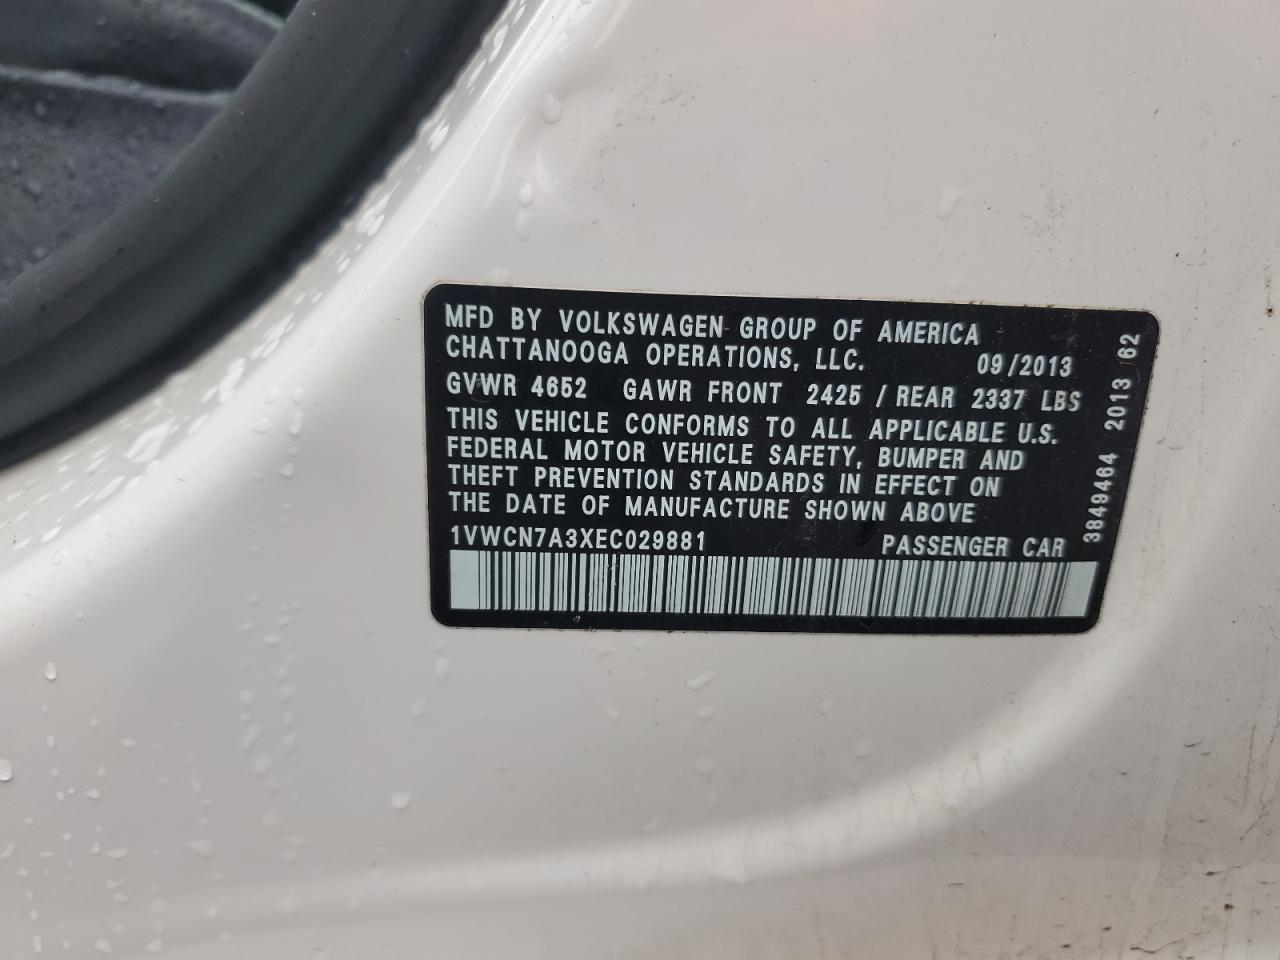 MFD BY VOLKSWAGEN GROUP OF AMERICA
CHATTANOOGA OPERATIONS, LLC. 09/2013
GVWR 4652 GAWR FRONT 2425 / REAR 2337 LBS
THIS VEHICLE CONFORMS TO ALL APPLICABLE U.S.
FEDERAL MOTOR VEHICLE SAFETY, BUMPER AND
THEFT PREVENTION STANDARDS IN EFFECT ON
THE DATE OF MANUFACTURE SHOWN ABOVE
1VWCN7A3XEC029881 PASSENGER CAR
3849464 2013 62